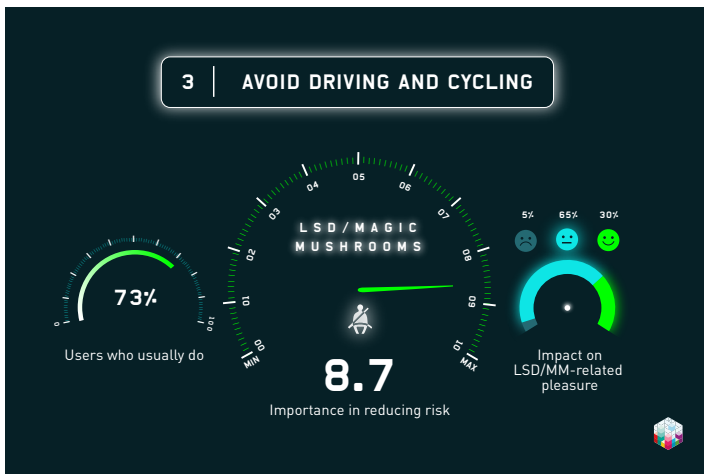 3 | AVOID DRIVING AND CYCLING
LSD/MAGIC
MUSHROOMS
00
01
02
03
04
05
06
07
08
09
10
MIN
MAX
8.7
Importance in reducing risk
0
100
73%
Users who usually do
5% 65% 30%
Impact on
LSD/MM-related
pleasure